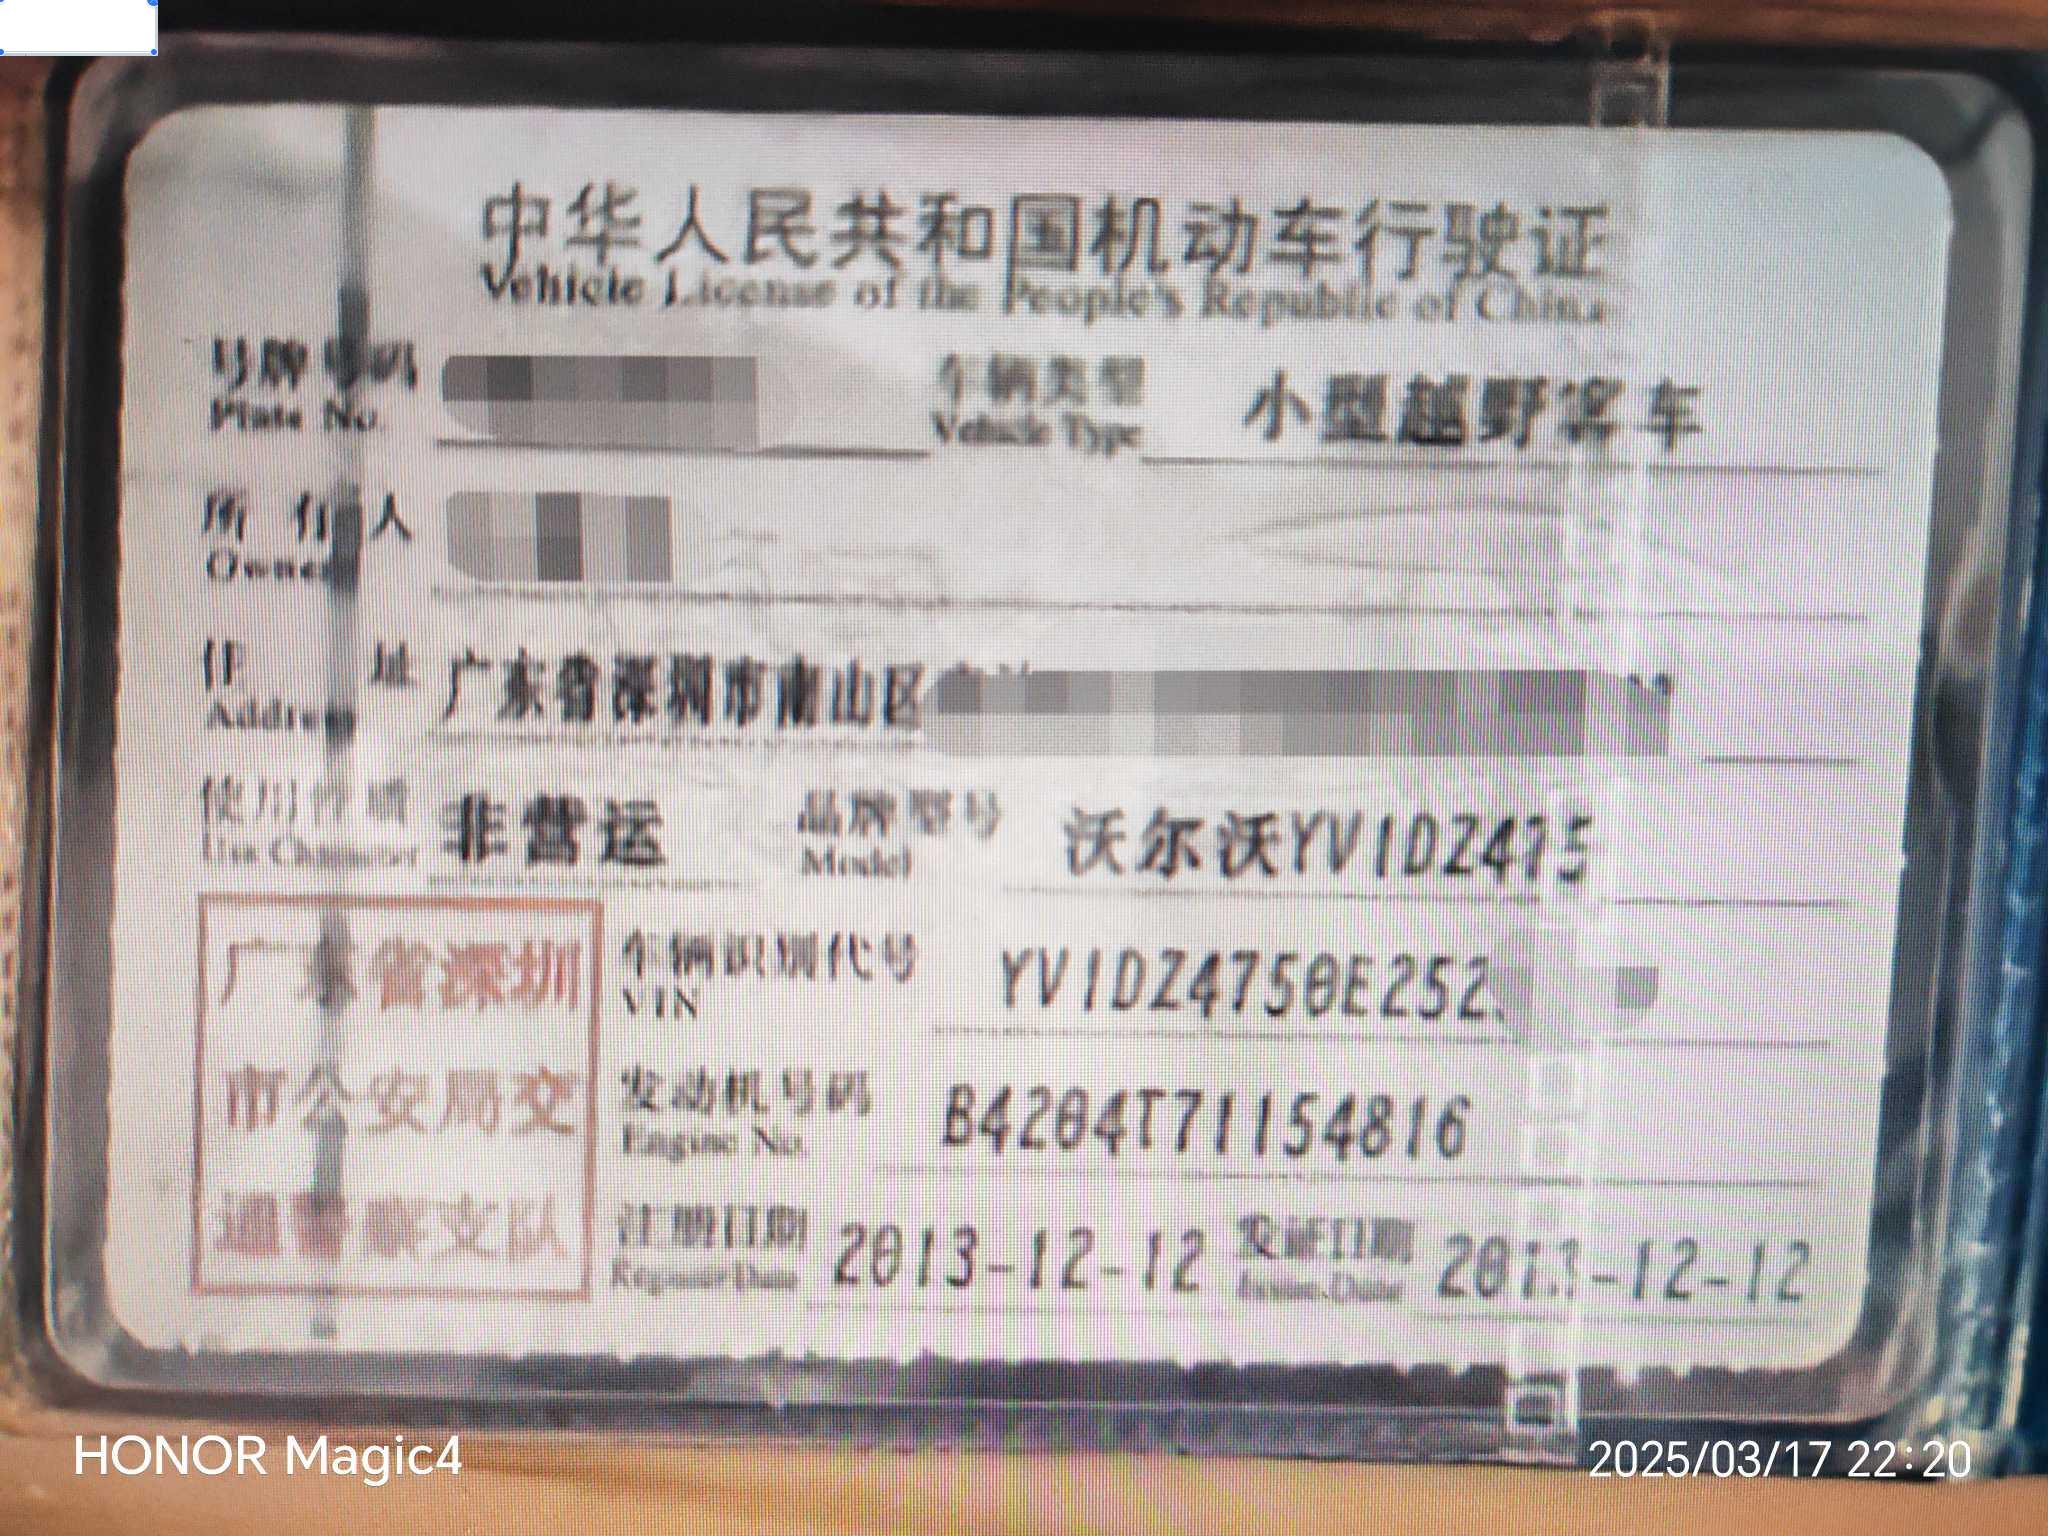 中华人民共和国机动车行驶证
Vehicle License of the People's Republic of China
号牌号码 车辆类型 小型越野客车
Plate No. Vehicle Type
所有人
Owner
住址 广东省深圳市南山区
Address
使用性质 非营运 品牌型号 沃尔沃YV1DZ475
Use Character Model
广东省深圳
市公安局交
通警察支队
车辆识别代号 YV1DZ4750E252
VIN
发动机号码 B4204T71154816
Engine No.
注册日期 2013-12-12 发证日期 2013-12-12
Register Date Issue Date
HONOR Magic4
2025/03/17 22:20